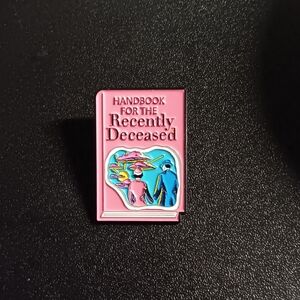 HANDBOOK
FOR THE
Recently
Deceased